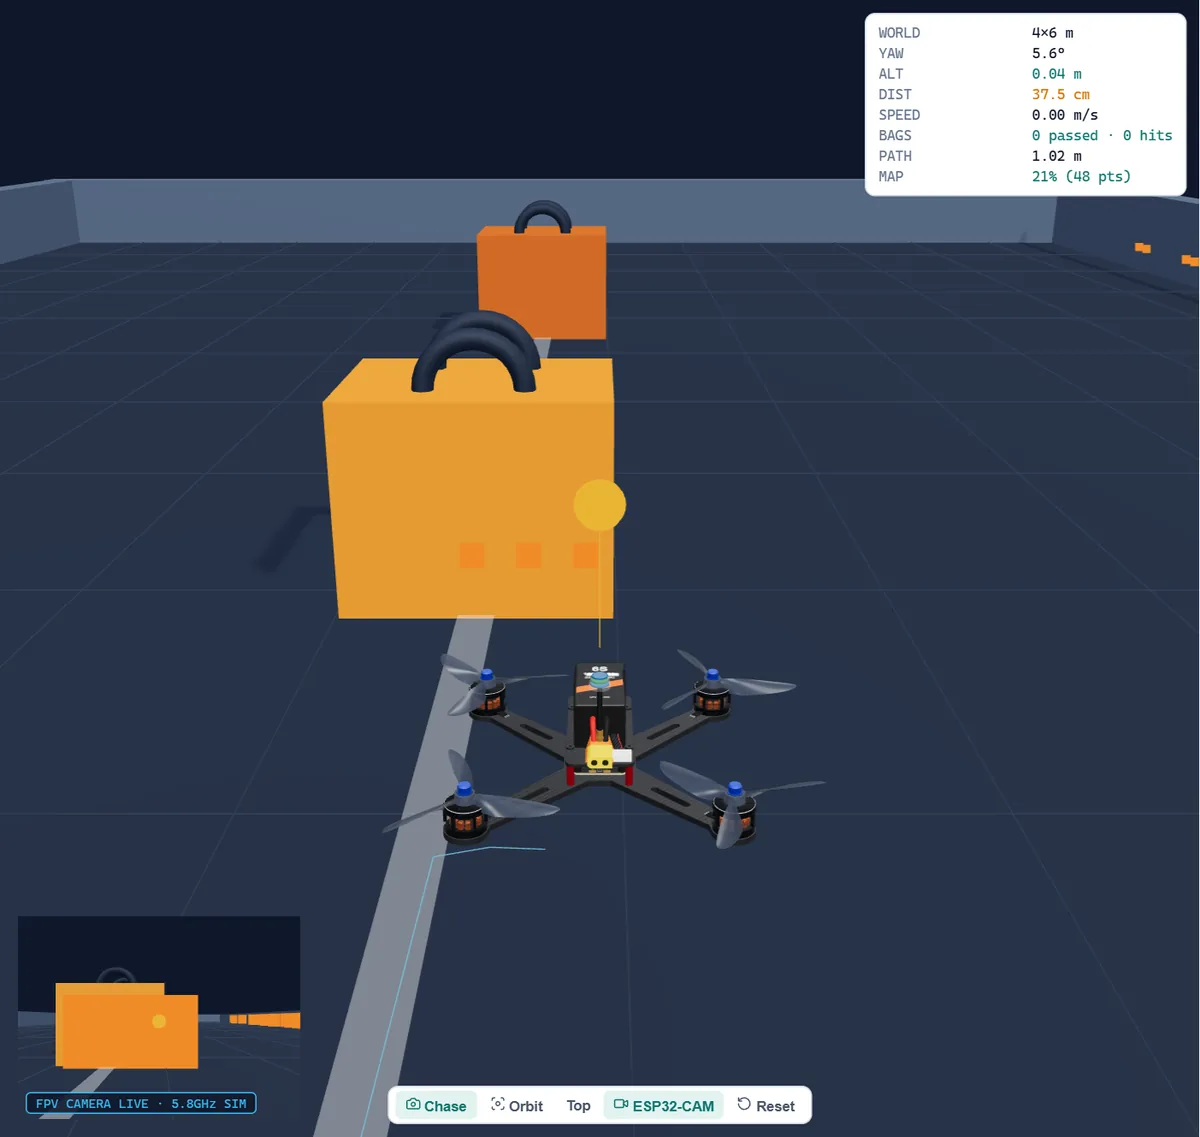 WORLD 4×6 m
YAW 5.6°
ALT 0.04 m
DIST 37.5 cm
SPEED 0.00 m/s
BAGS 0 passed · 0 hits
PATH 1.02 m
MAP 21% (48 pts)
6S
FPV CAMERA LIVE · 5.8GHz SIM
Chase Orbit Top ESP32-CAM Reset